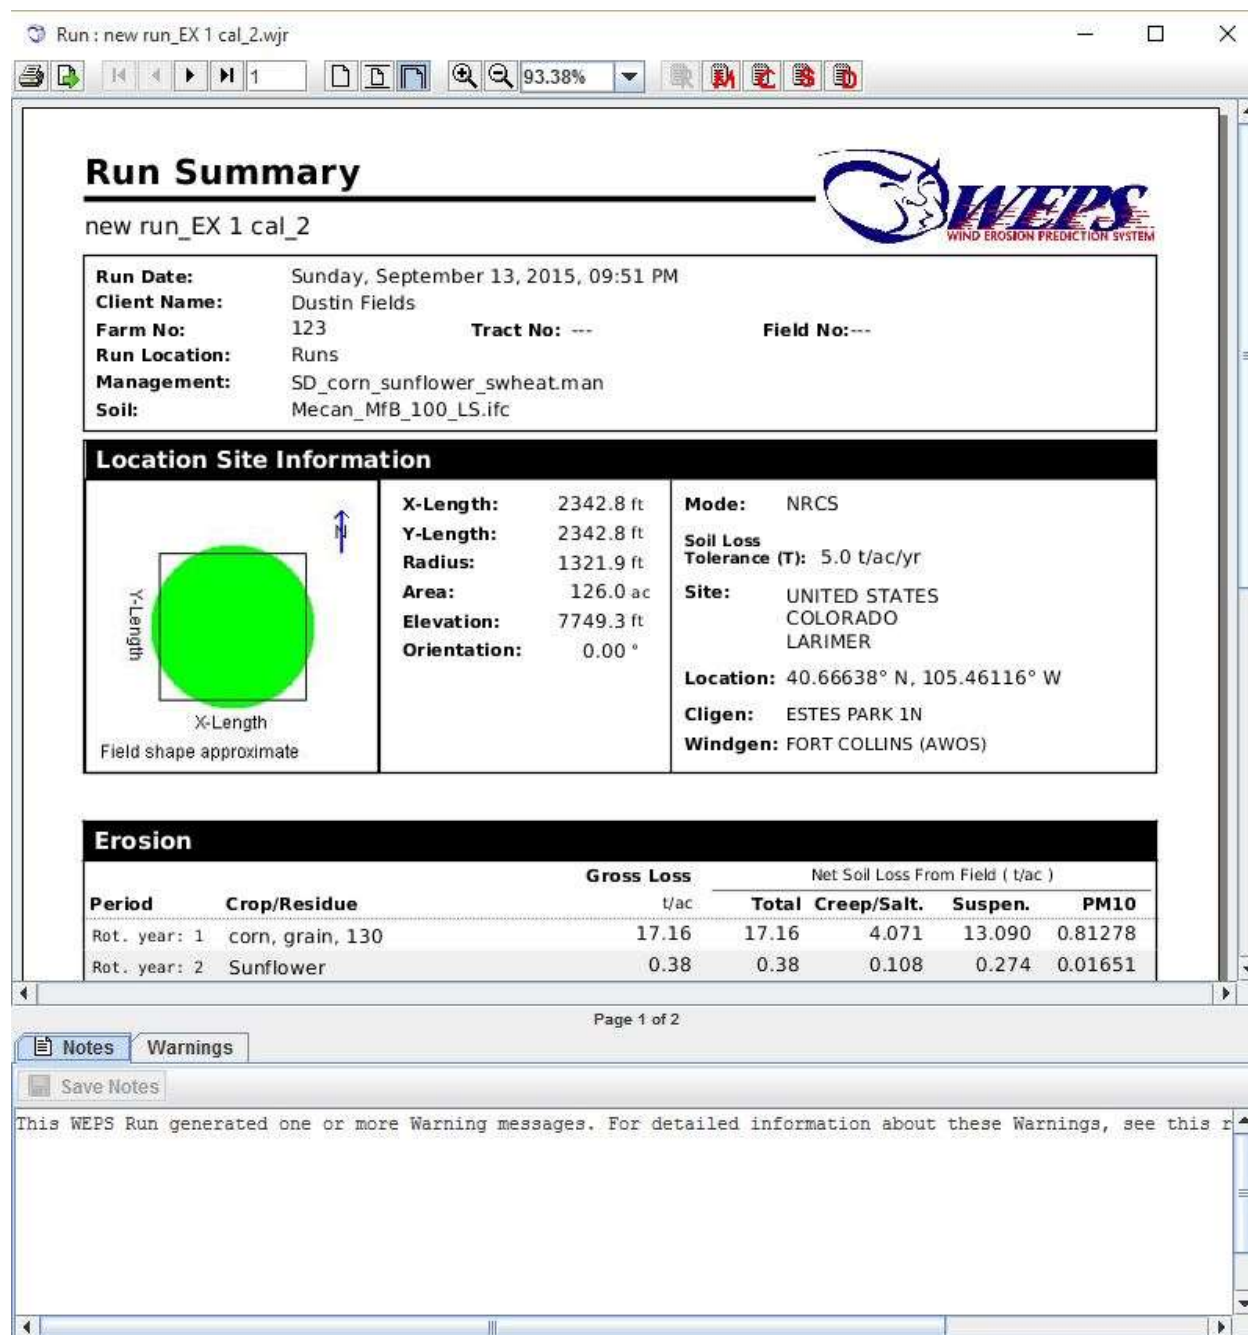 Run : new run_EX 1 cal_2.wjr
1 93.38% R M C S D
Run Summary
WEPS
WIND EROSION PREDICTION SYSTEM
new run_EX 1 cal_2
Run Date: Sunday, September 13, 2015, 09:51 PM
Client Name: Dustin Fields
Farm No: 123 Tract No: --- Field No:---
Run Location: Runs
Management: SD_corn_sunflower_swheat.man
Soil: Mecan_MfB_100_LS.ifc
Location Site Information
N
Y-Length
X-Length
Field shape approximate
X-Length: 2342.8 ft
Y-Length: 2342.8 ft
Radius: 1321.9 ft
Area: 126.0 ac
Elevation: 7749.3 ft
Orientation: 0.00 °
Mode: NRCS
Soil Loss
Tolerance (T): 5.0 t/ac/yr
Site: UNITED STATES
COLORADO
LARIMER
Location: 40.66638° N, 105.46116° W
Cligen: ESTES PARK 1N
Windgen: FORT COLLINS (AWOS)
Erosion
Gross Loss Net Soil Loss From Field ( t/ac )
Period Crop/Residue t/ac Total Creep/Salt. Suspen. PM10
Rot. year: 1 corn, grain, 130 17.16 17.16 4.071 13.090 0.81278
Rot. year: 2 Sunflower 0.38 0.38 0.108 0.274 0.01651
Page 1 of 2
Notes Warnings
Save Notes
This WEPS Run generated one or more Warning messages. For detailed information about these Warnings, see this r